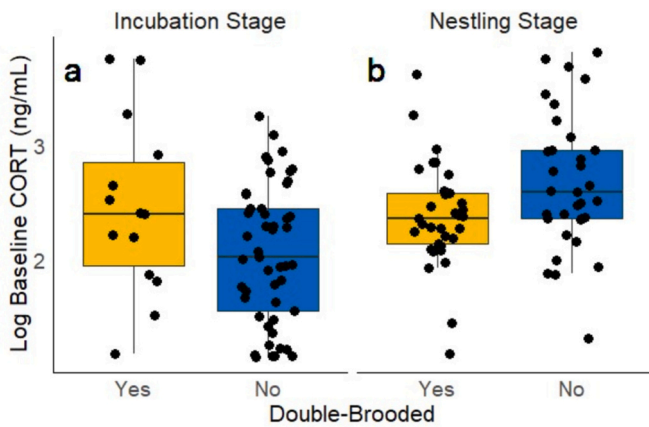 Incubation Stage
Nestling Stage
a
b
Log Baseline CORT (ng/mL)
3
2
Yes
No
Yes
No
Double-Brooded